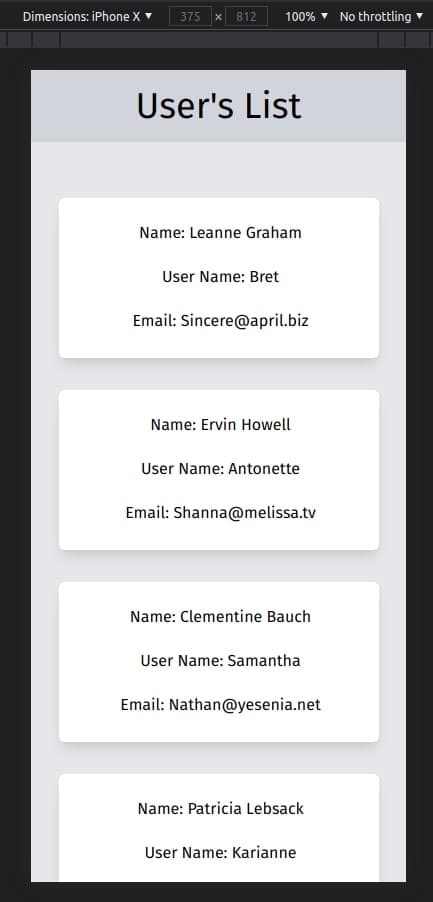 Dimensions: iPhone X ▼ 375 × 812 100% ▼ No throttling ▼
User's List
Name: Leanne Graham
User Name: Bret
Email: Sincere@april.biz
Name: Ervin Howell
User Name: Antonette
Email: Shanna@melissa.tv
Name: Clementine Bauch
User Name: Samantha
Email: Nathan@yesenia.net
Name: Patricia Lebsack
User Name: Karianne